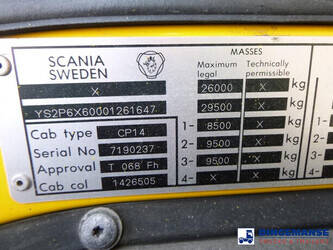 SCANIA
SWEDEN
MASSES
Maximum legal
Technically permissible
X
26000 X kg
YS2P6X60001261647
29500 X kg
Cab type CP14
1- 8500 X kg
Serial No 7190237
2- 9500 X kg
Approval T 068 Fh
3- 9500 X kg
Cab col 1426505
4- X X kg